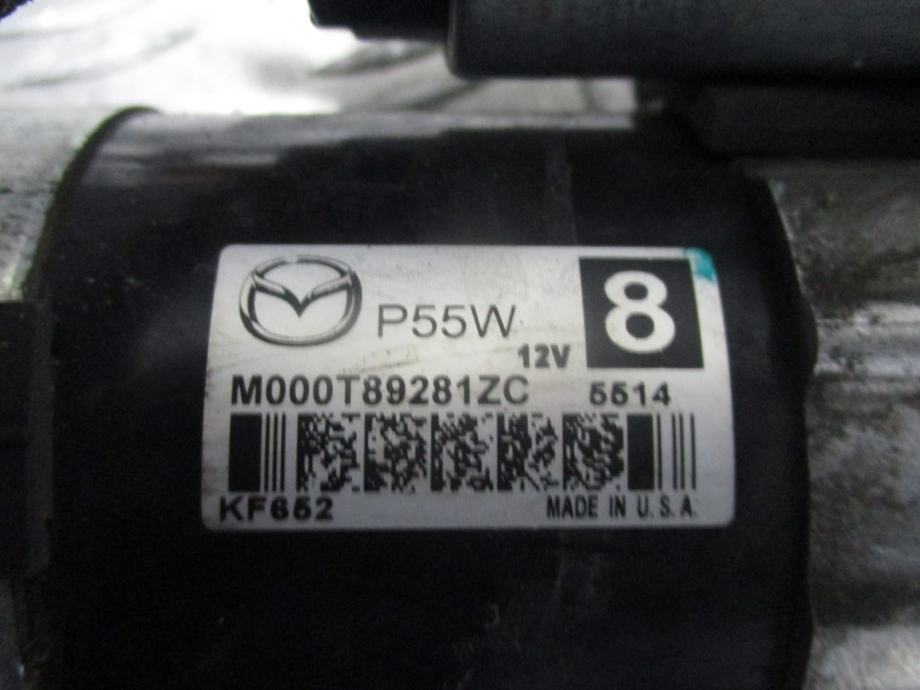 P55W
8
12V
M000T89281ZC 5514
KF652
MADE IN U.S.A.